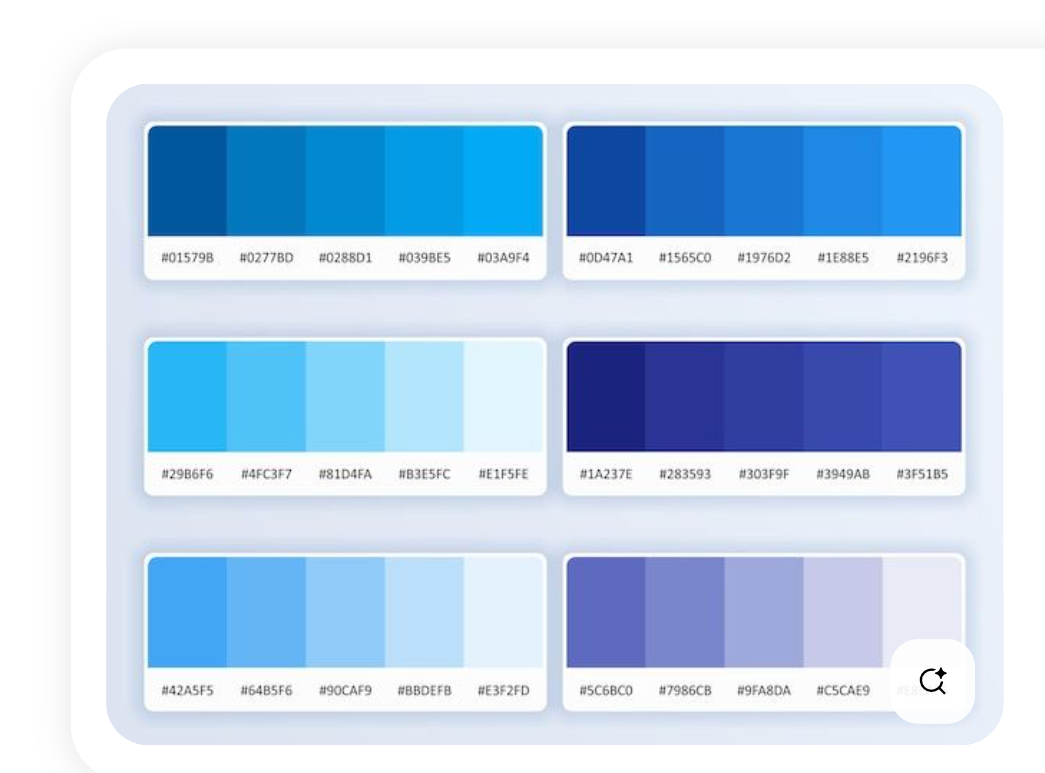 #01579B #0277BD #0288D1 #039BE5 #03A9F4
#0D47A1 #1565C0 #1976D2 #1E88E5 #2196F3
#29B6F6 #4FC3F7 #81D4FA #B3E5FC #E1F5FE
#1A237E #283593 #303F9F #3949AB #3F51B5
#42A5F5 #64B5F6 #90CAF9 #BBDEFB #E3F2FD
#5C6BC0 #7986CB #9FA8DA #C5CAE9